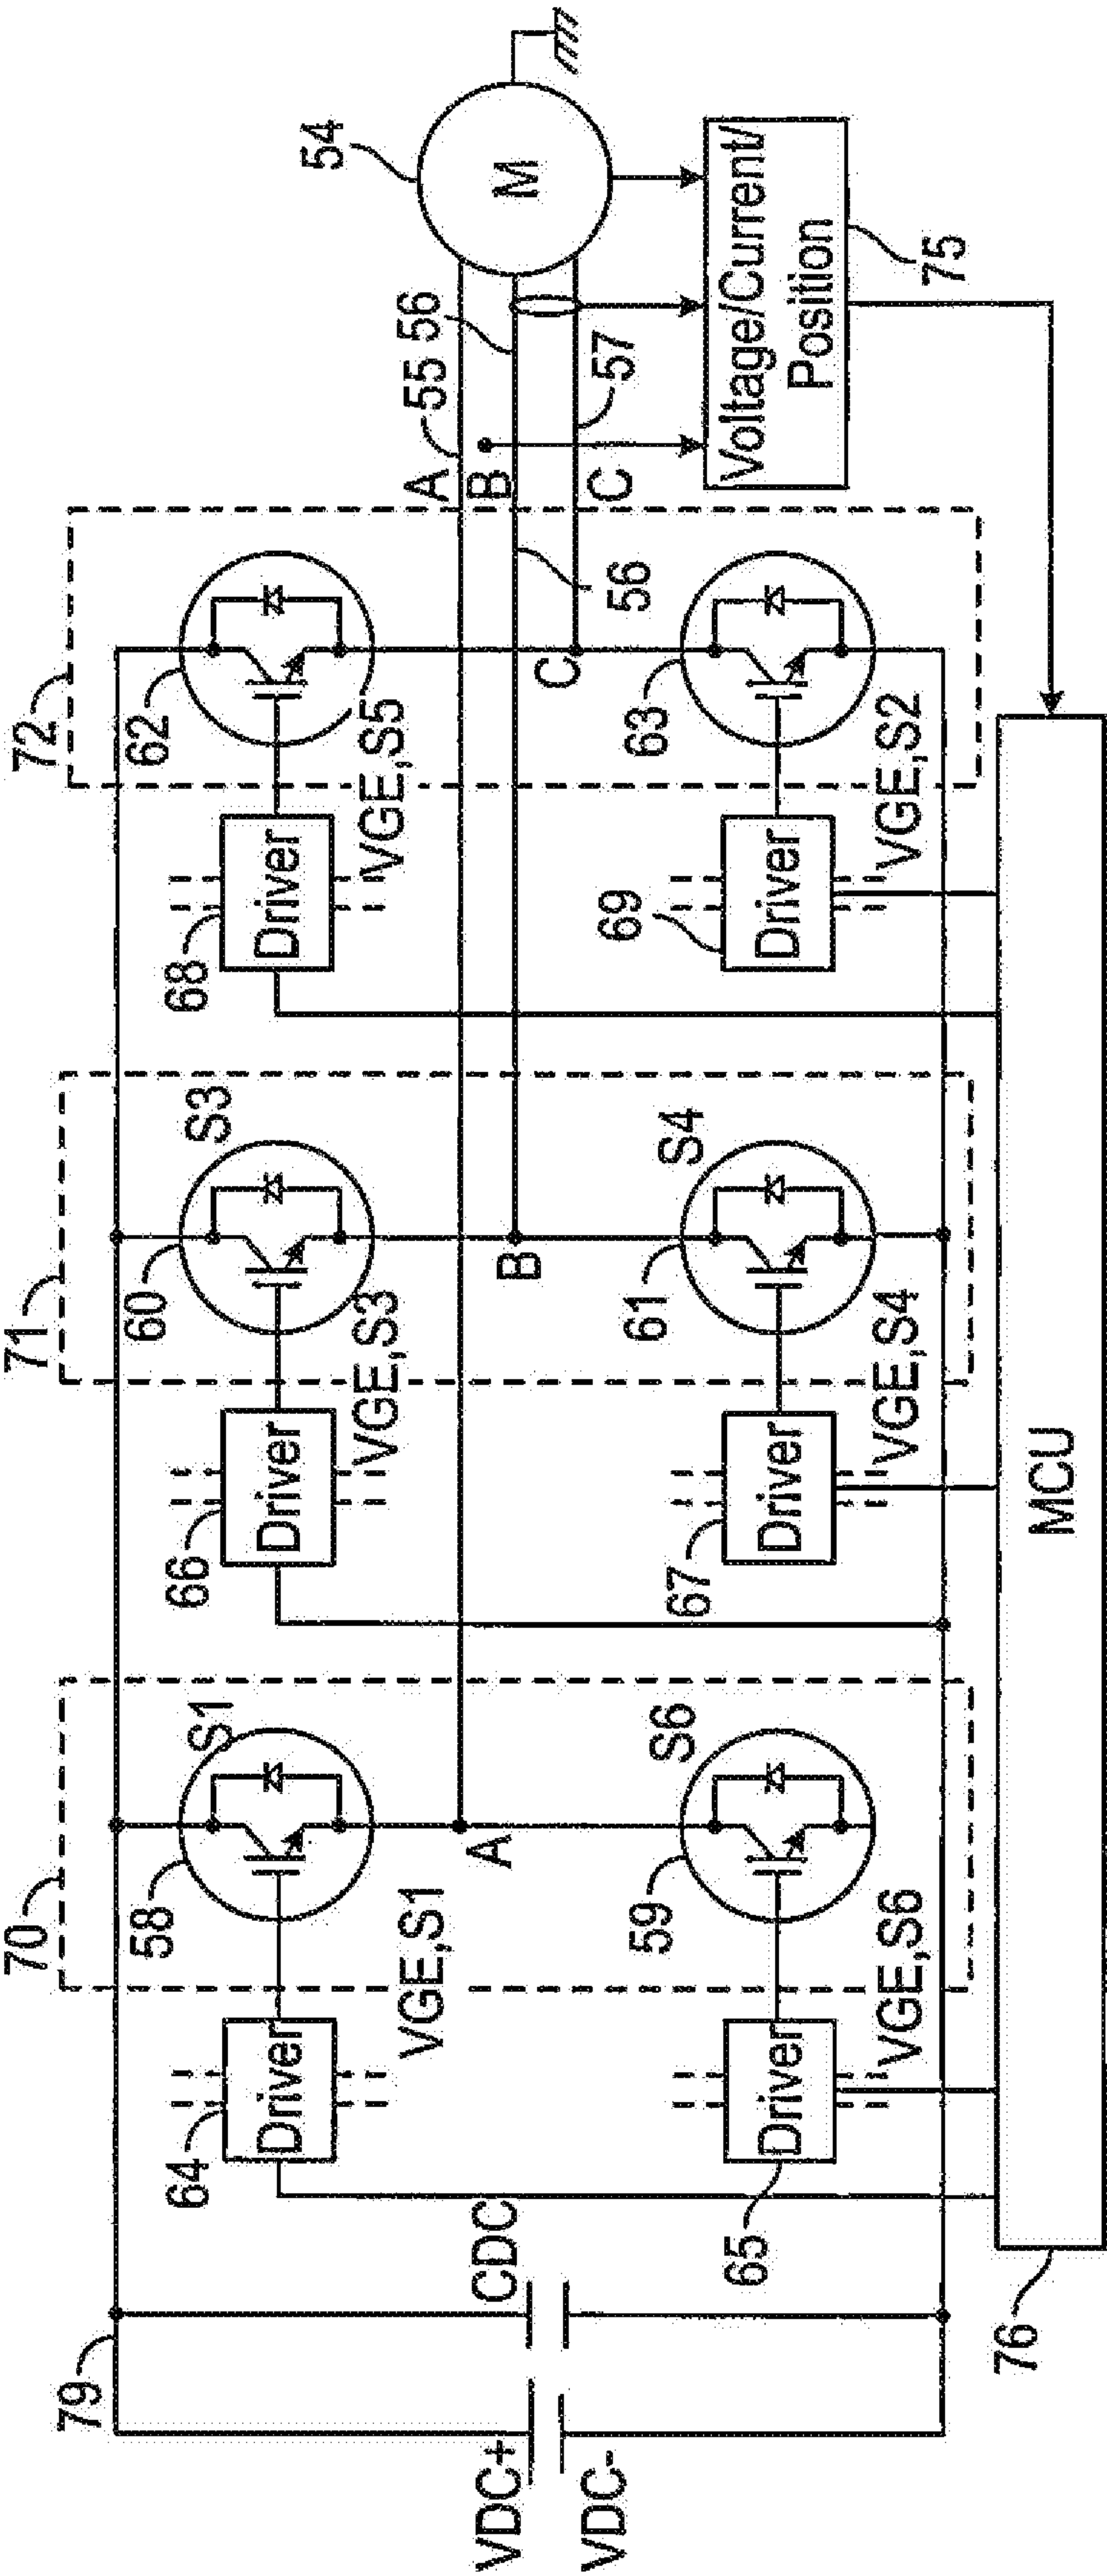 70
71
72
79
58
S1
60
S3
62
64
Driver
66
Driver
68
Driver
VGE,S1
VGE,S3
VGE,S5
54
M
A
55
B
56
C
57
A
B
C
56
CDC
VDC+
VDC-
59
S6
61
S4
63
65
Driver
67
Driver
69
Driver
VGE,S6
VGE,S4
VGE,S2
Voltage/Current/
Position
75
MCU
76